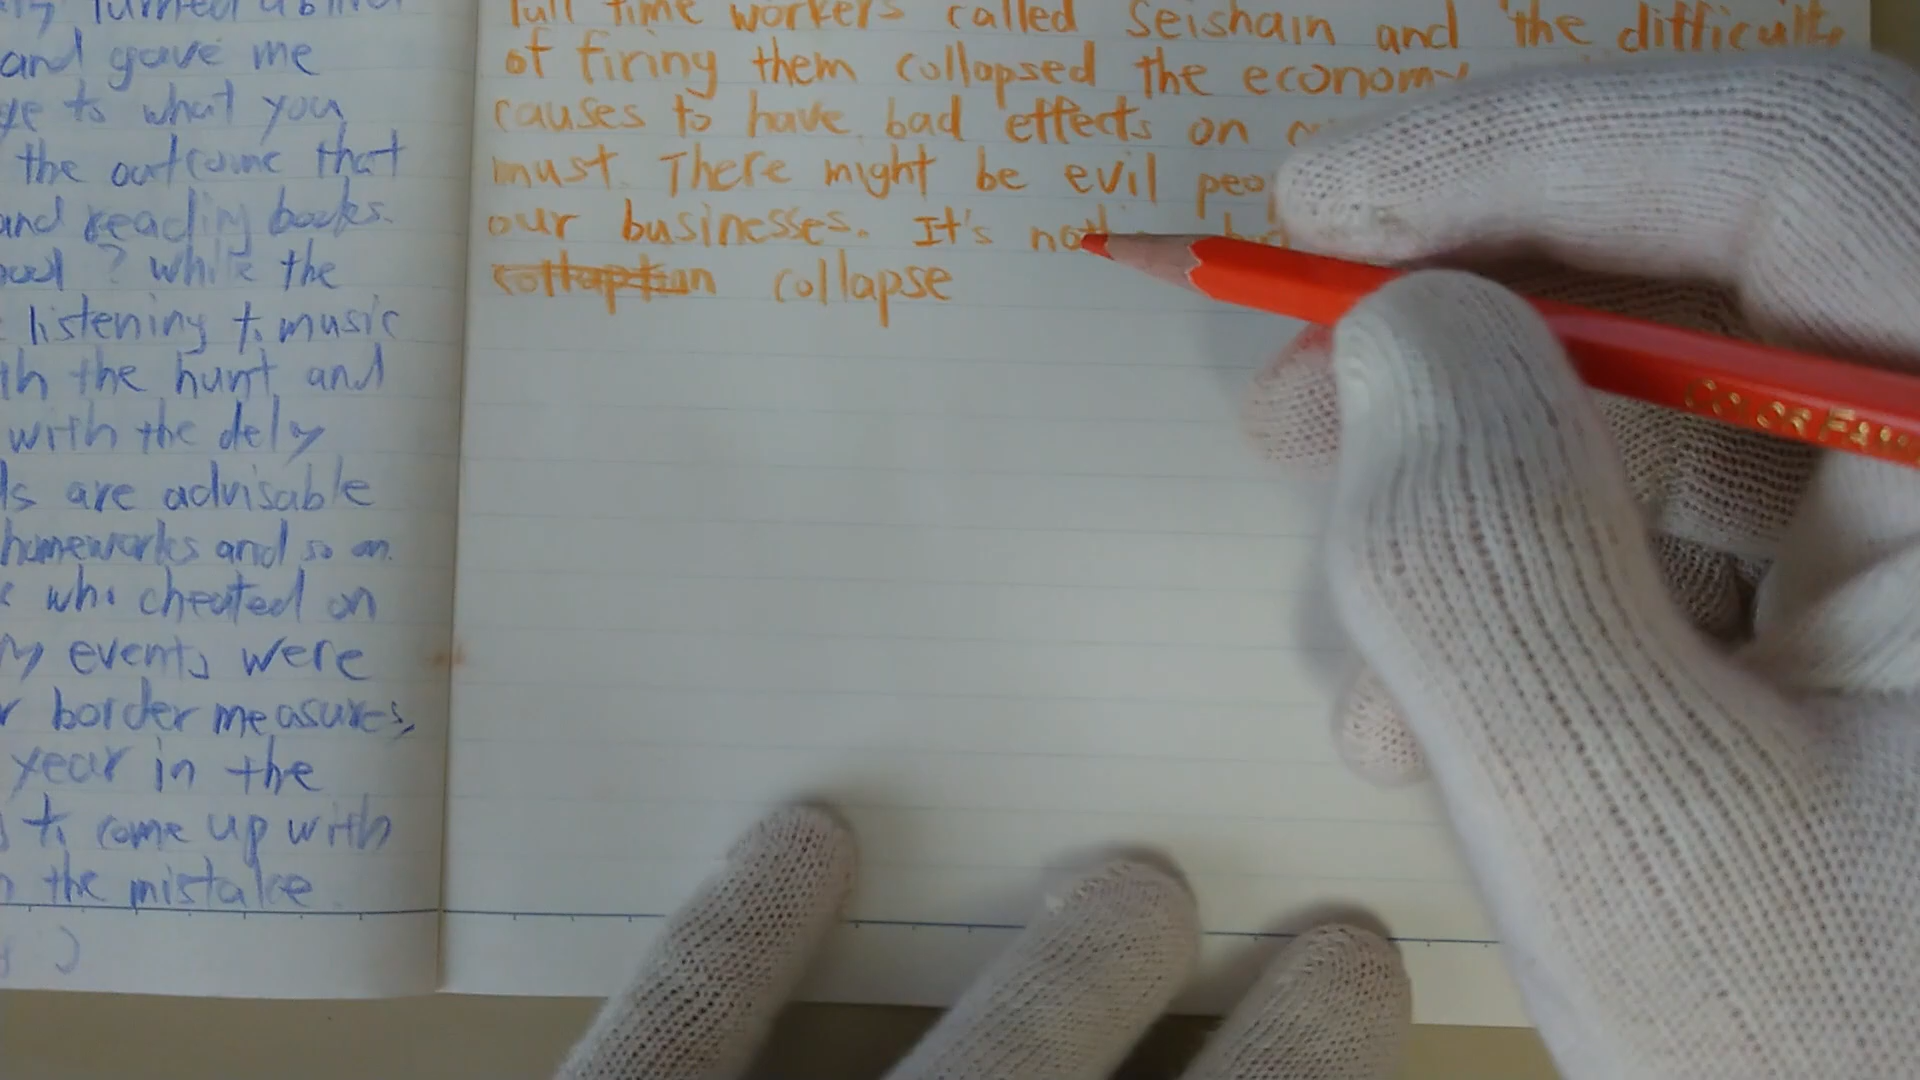 and gave me
to what you
the outcome that
and reading books.
? while the
listening to music
the hurt and
with the dely
are advisable
homeworks and so on.
who cheated on
events were
border measures,
year in the
to come up with
the mistake.
full time workers called Seishain and the difficulty
of firing them collapsed the economy
causes to have bad effects on
must. There might be evil
our businesses. It's
collapse
COLOR